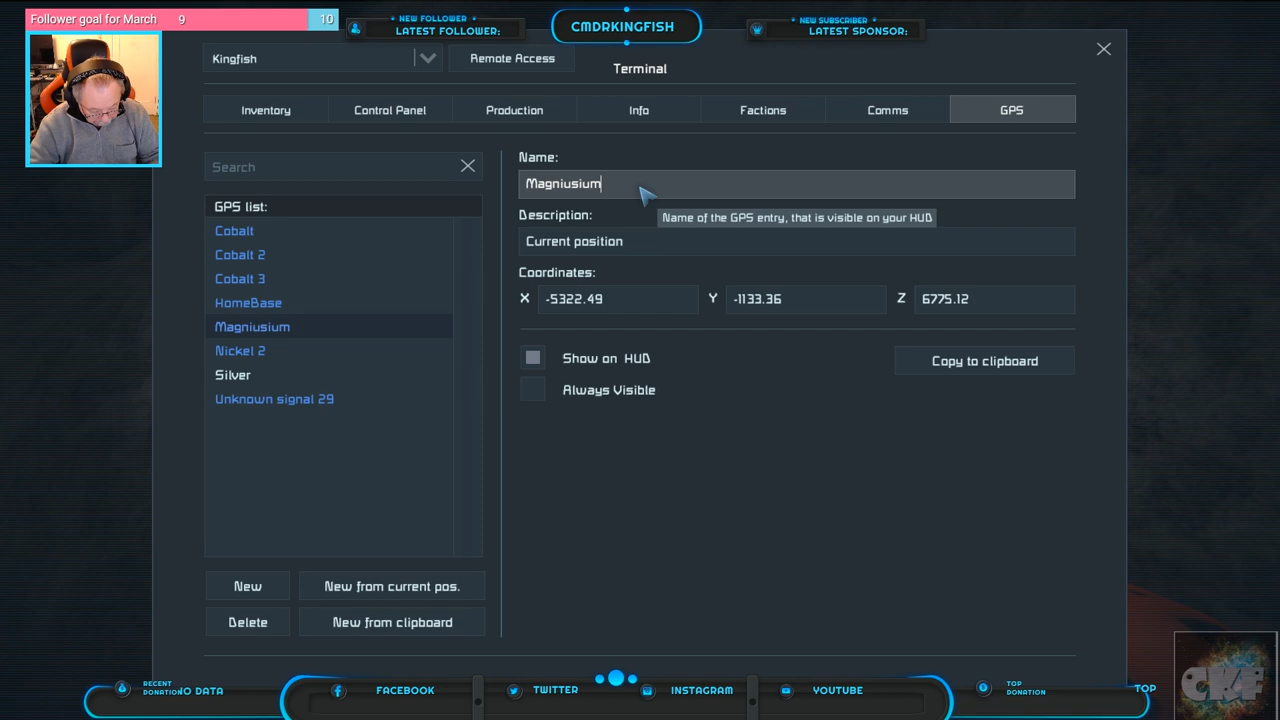 Follower goal for March 9 10
NEW FOLLOWER
LATEST FOLLOWER:
CMDRKINGFISH
NEW SUBSCRIBER
LATEST SPONSOR:
Kingfish
Remote Access
Terminal
Inventory
Control Panel
Production
Info
Factions
Comms
GPS
Search
Name:
Magniusium
Name of the GPS entry, that is visible on your HUD
GPS list:
Cobalt
Cobalt 2
Cobalt 3
HomeBase
Magniusium
Nickel 2
Silver
Unknown signal 29
Description:
Current position
Coordinates:
X -5322.49 Y -1133.36 Z 6775.12
Show on HUD
Copy to clipboard
Always Visible
New
New from current pos.
Delete
New from clipboard
RECENT DONATION
NO DATA
FACEBOOK
TWITTER
INSTAGRAM
YOUTUBE
TOP DONATION
TOP
CKF